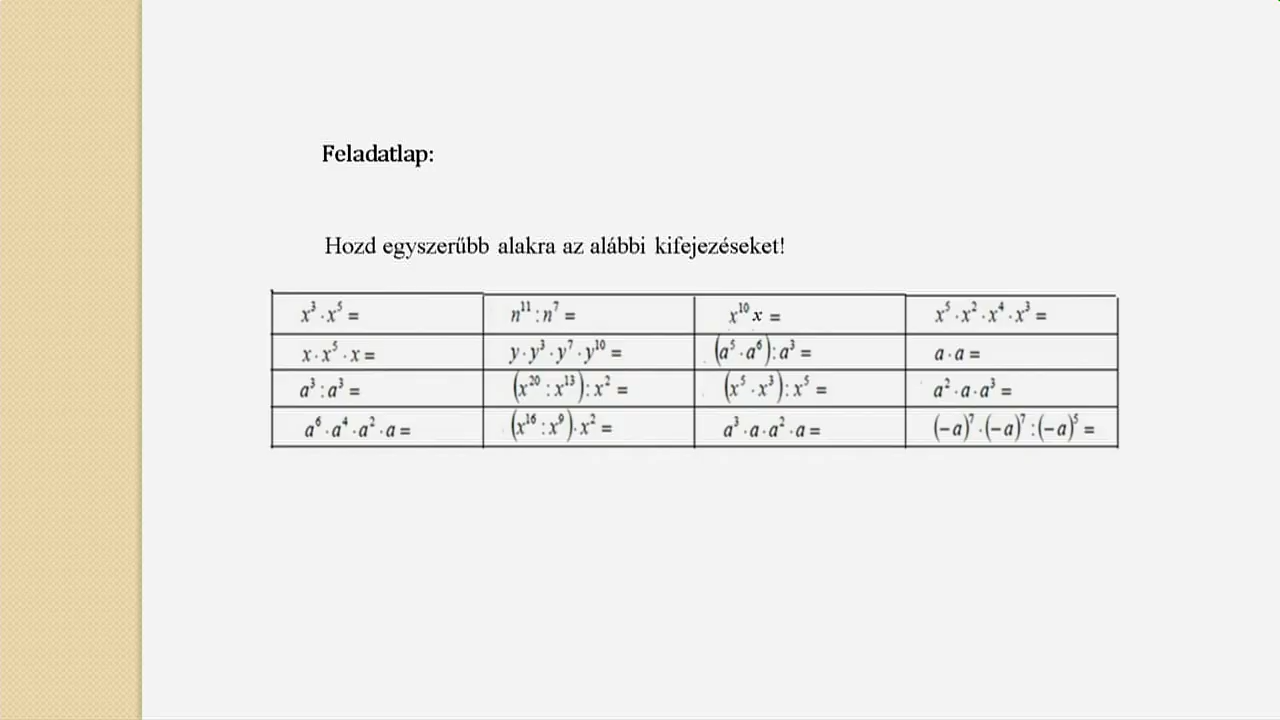 Feladatlap:
Hozd egyszerűbb alakra az alábbi kifejezéseket!
x³ · x⁵ = n¹¹ : n⁷ = x¹⁰ x = x⁵ · x² · x⁴ · x³ =
x · x⁵ · x = y · y³ · y⁷ · y¹⁰ = (a⁵ · a⁶) : a³ = a · a =
a³ : a³ = (x²⁰ : x¹³) : x² = (x⁵ · x³) : x⁵ = a² · a · a³ =
a⁶ · a⁴ · a² · a = (x¹⁶ : x⁹) · x² = a³ · a · a² · a = (−a)⁷ · (−a)⁷ : (−a)⁵ =